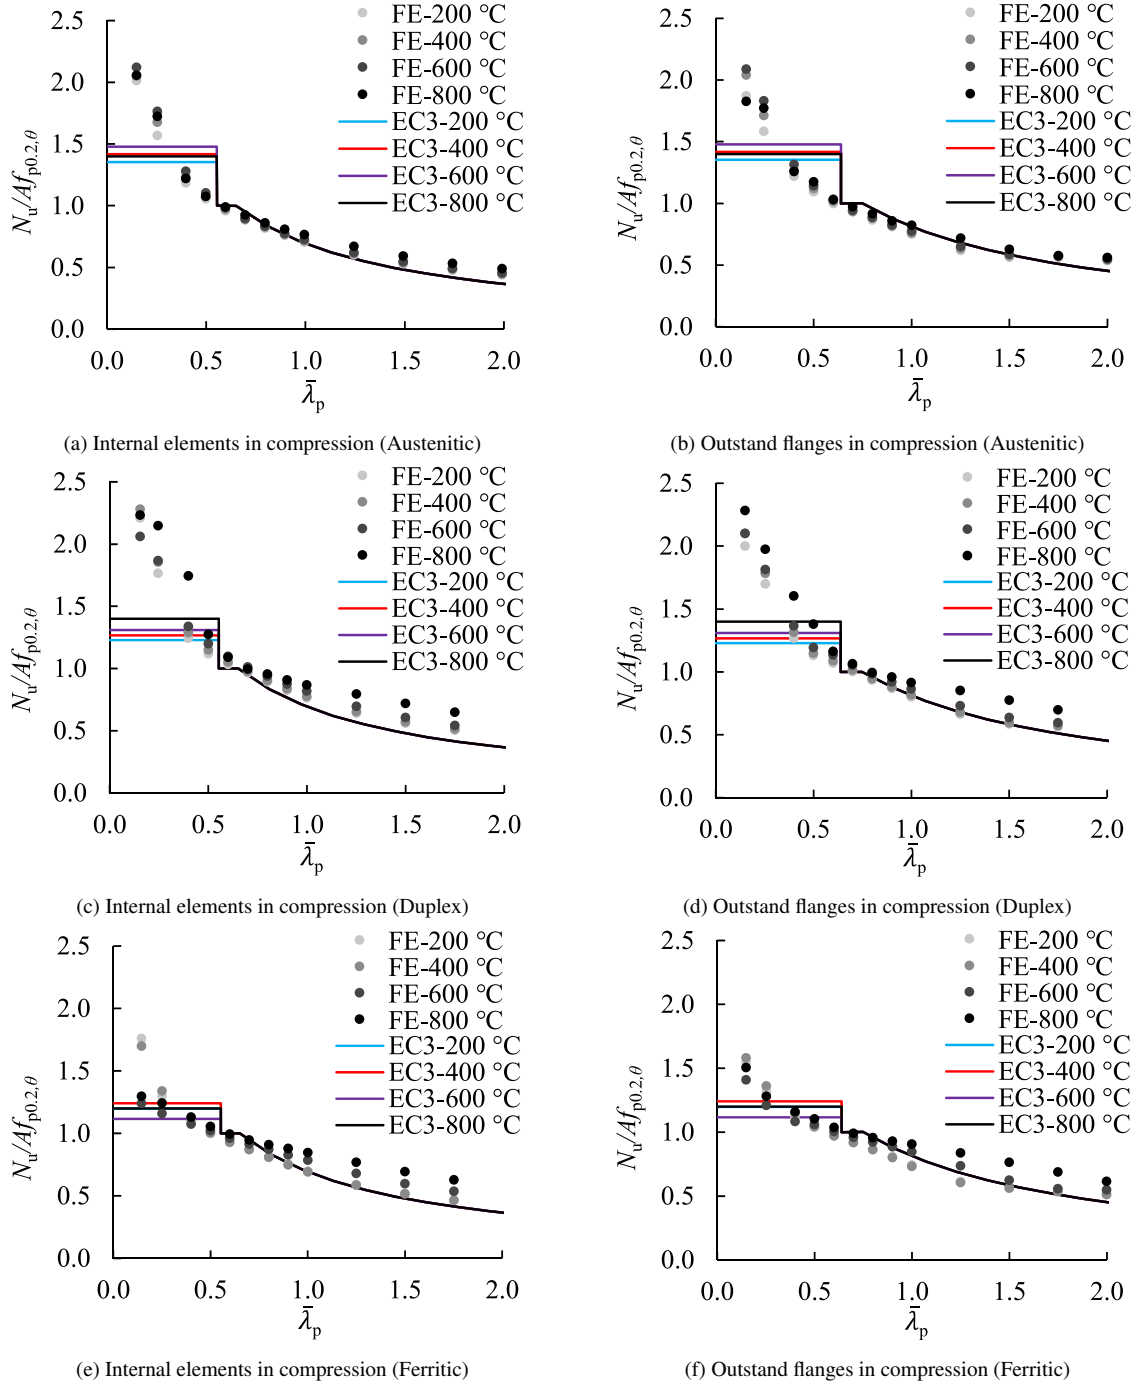 2.5
2.0
1.5
1.0
0.5
0.0
N_u/Af_p0.2,θ
FE-200 °C
FE-400 °C
FE-600 °C
FE-800 °C
EC3-200 °C
EC3-400 °C
EC3-600 °C
EC3-800 °C
0.0 0.5 1.0 1.5 2.0
λ̄_p
(a) Internal elements in compression (Austenitic)
2.5
2.0
1.5
1.0
0.5
0.0
N_u/Af_p0.2,θ
FE-200 °C
FE-400 °C
FE-600 °C
FE-800 °C
EC3-200 °C
EC3-400 °C
EC3-600 °C
EC3-800 °C
0.0 0.5 1.0 1.5 2.0
λ̄_p
(b) Outstand flanges in compression (Austenitic)
2.5
2.0
1.5
1.0
0.5
0.0
N_u/Af_p0.2,θ
FE-200 °C
FE-400 °C
FE-600 °C
FE-800 °C
EC3-200 °C
EC3-400 °C
EC3-600 °C
EC3-800 °C
0.0 0.5 1.0 1.5 2.0
λ̄_p
(c) Internal elements in compression (Duplex)
2.5
2.0
1.5
1.0
0.5
0.0
N_u/Af_p0.2,θ
FE-200 °C
FE-400 °C
FE-600 °C
FE-800 °C
EC3-200 °C
EC3-400 °C
EC3-600 °C
EC3-800 °C
0.0 0.5 1.0 1.5 2.0
λ̄_p
(d) Outstand flanges in compression (Duplex)
2.5
2.0
1.5
1.0
0.5
0.0
N_u/Af_p0.2,θ
FE-200 °C
FE-400 °C
FE-600 °C
FE-800 °C
EC3-200 °C
EC3-400 °C
EC3-600 °C
EC3-800 °C
0.0 0.5 1.0 1.5 2.0
λ̄_p
(e) Internal elements in compression (Ferritic)
2.5
2.0
1.5
1.0
0.5
0.0
N_u/Af_p0.2,θ
FE-200 °C
FE-400 °C
FE-600 °C
FE-800 °C
EC3-200 °C
EC3-400 °C
EC3-600 °C
EC3-800 °C
0.0 0.5 1.0 1.5 2.0
λ̄_p
(f) Outstand flanges in compression (Ferritic)